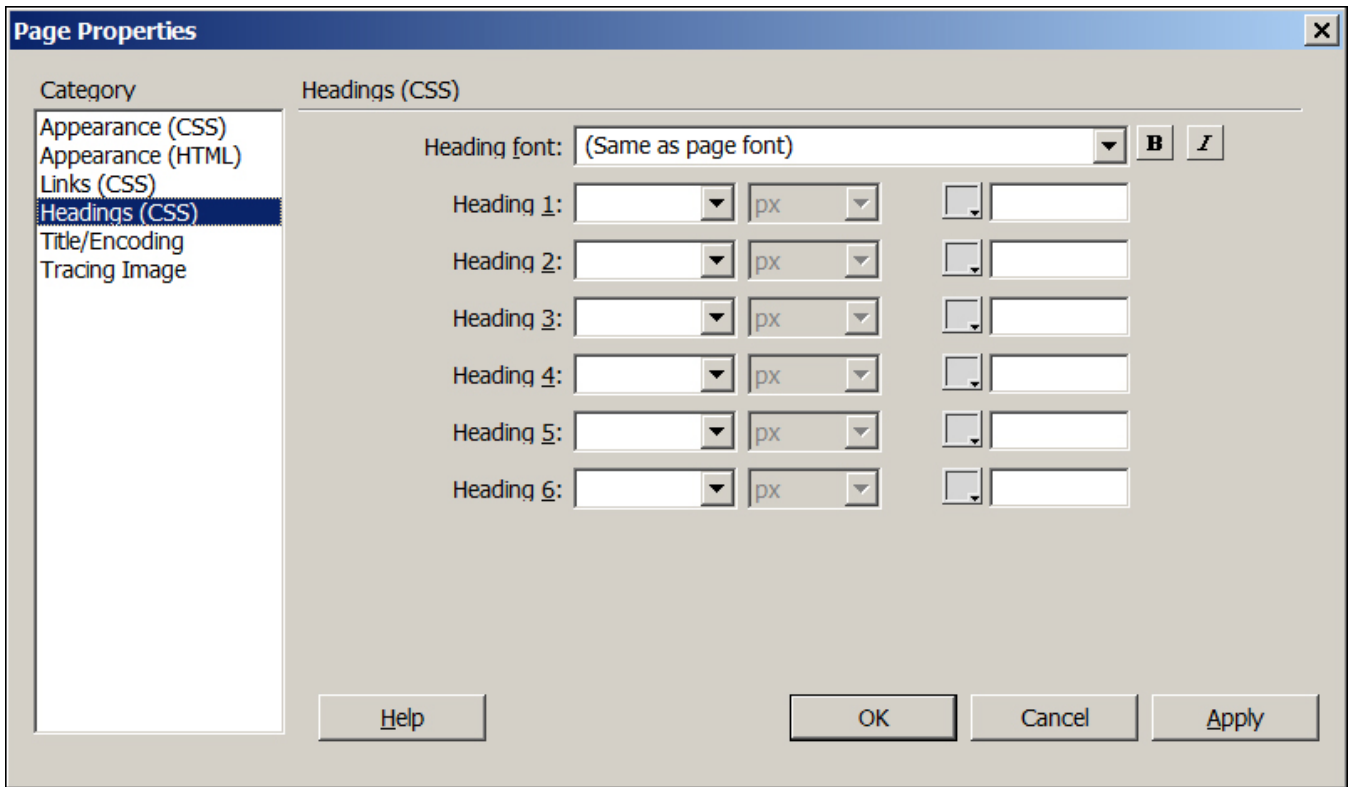 Page Properties
Category
Appearance (CSS)
Appearance (HTML)
Links (CSS)
Headings (CSS)
Title/Encoding
Tracing Image
Headings (CSS)
Heading font: (Same as page font) B I
Heading 1: px
Heading 2: px
Heading 3: px
Heading 4: px
Heading 5: px
Heading 6: px
Help OK Cancel Apply